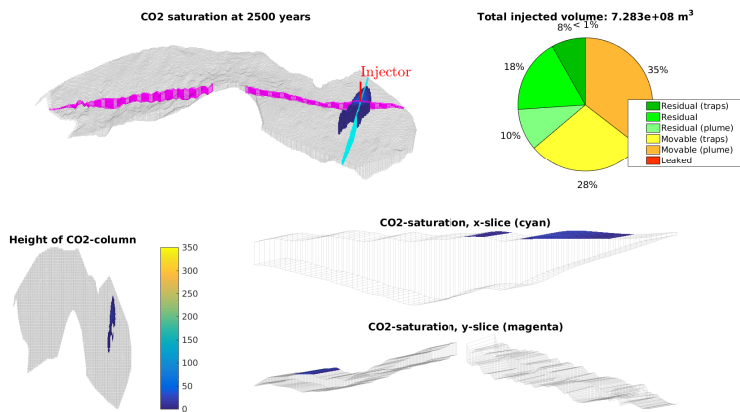 CO2 saturation at 2500 years
Injector
Total injected volume: 7.283e+08 m³
8%
< 1%
18%
35%
10%
28%
Residual (traps)
Residual
Residual (plume)
Movable (traps)
Movable (plume)
Leaked
Height of CO2-column
350
300
250
200
150
100
50
0
CO2-saturation, x-slice (cyan)
CO2-saturation, y-slice (magenta)